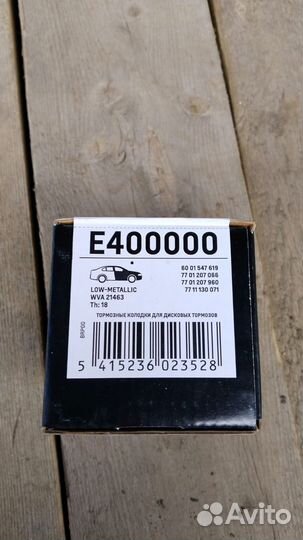 E400000
LOW-METALLIC
WVA 21463
Th: 18
60 01 547 619
77 01 207 066
77 01 207 960
77 11 130 071
ТОРМОЗНЫЕ КОЛОДКИ ДЛЯ ДИСКОВЫХ ТОРМОЗОВ
BRP00
5 415236 023528
Avito